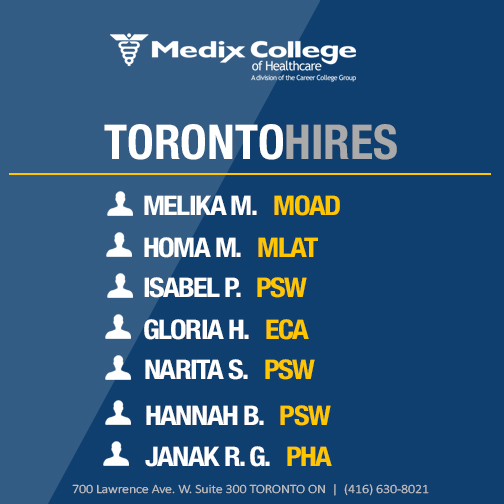 Medix College
of Healthcare
A division of the Career College Group
TORONTOHIRES
MELIKA M. MOAD
HOMA M. MLAT
ISABEL P. PSW
GLORIA H. ECA
NARITA S. PSW
HANNAH B. PSW
JANAK R. G. PHA
700 Lawrence Ave. W. Suite 300 TORONTO ON | (416) 630-8021